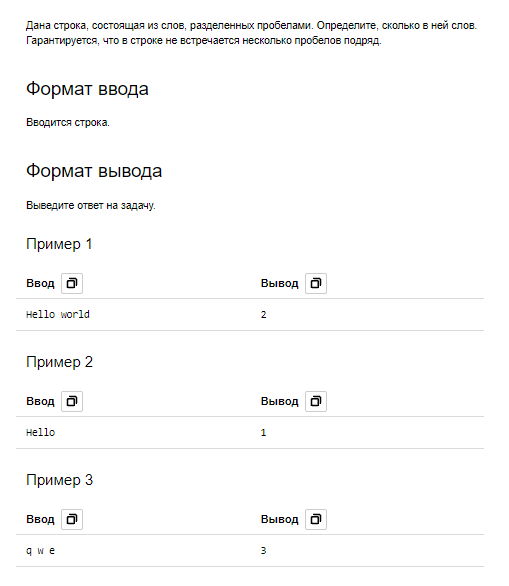 Дана строка, состоящая из слов, разделенных пробелами. Определите, сколько в ней слов.
Гарантируется, что в строке не встречается несколько пробелов подряд.
Формат ввода
Вводится строка.
Формат вывода
Выведите ответ на задачу.
Пример 1
Ввод Вывод
Hello world 2
Пример 2
Ввод Вывод
Hello 1
Пример 3
Ввод Вывод
q w e 3